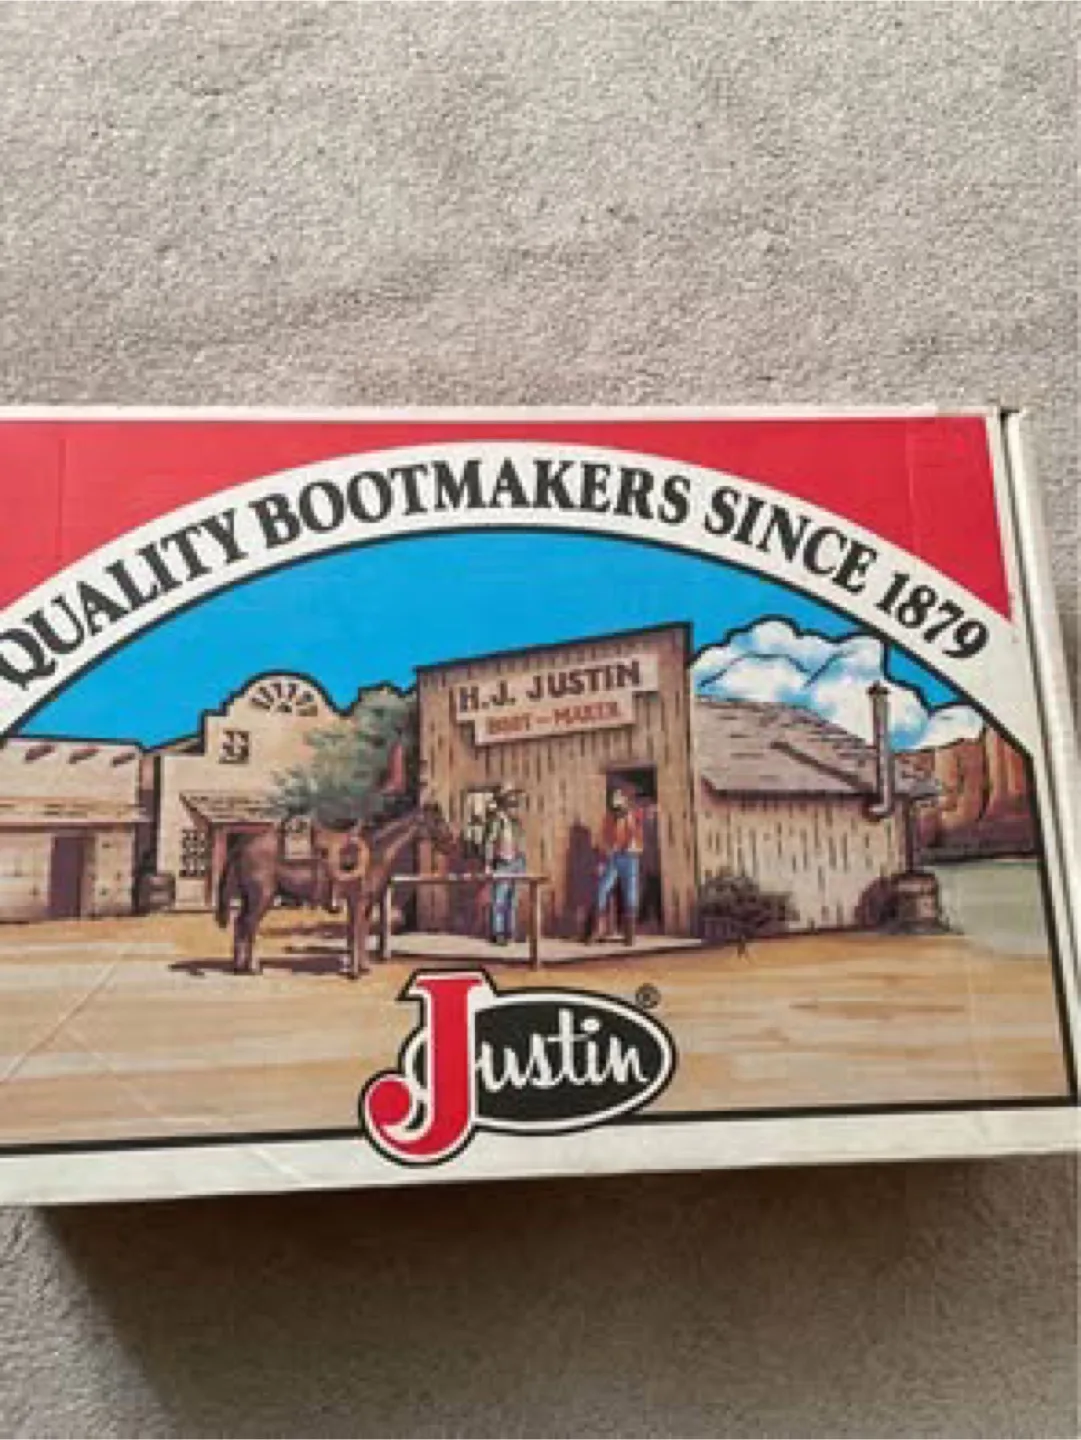 QUALITY BOOTMAKERS SINCE 1879
H.J. JUSTIN
BOOT-MAKER
Justin®